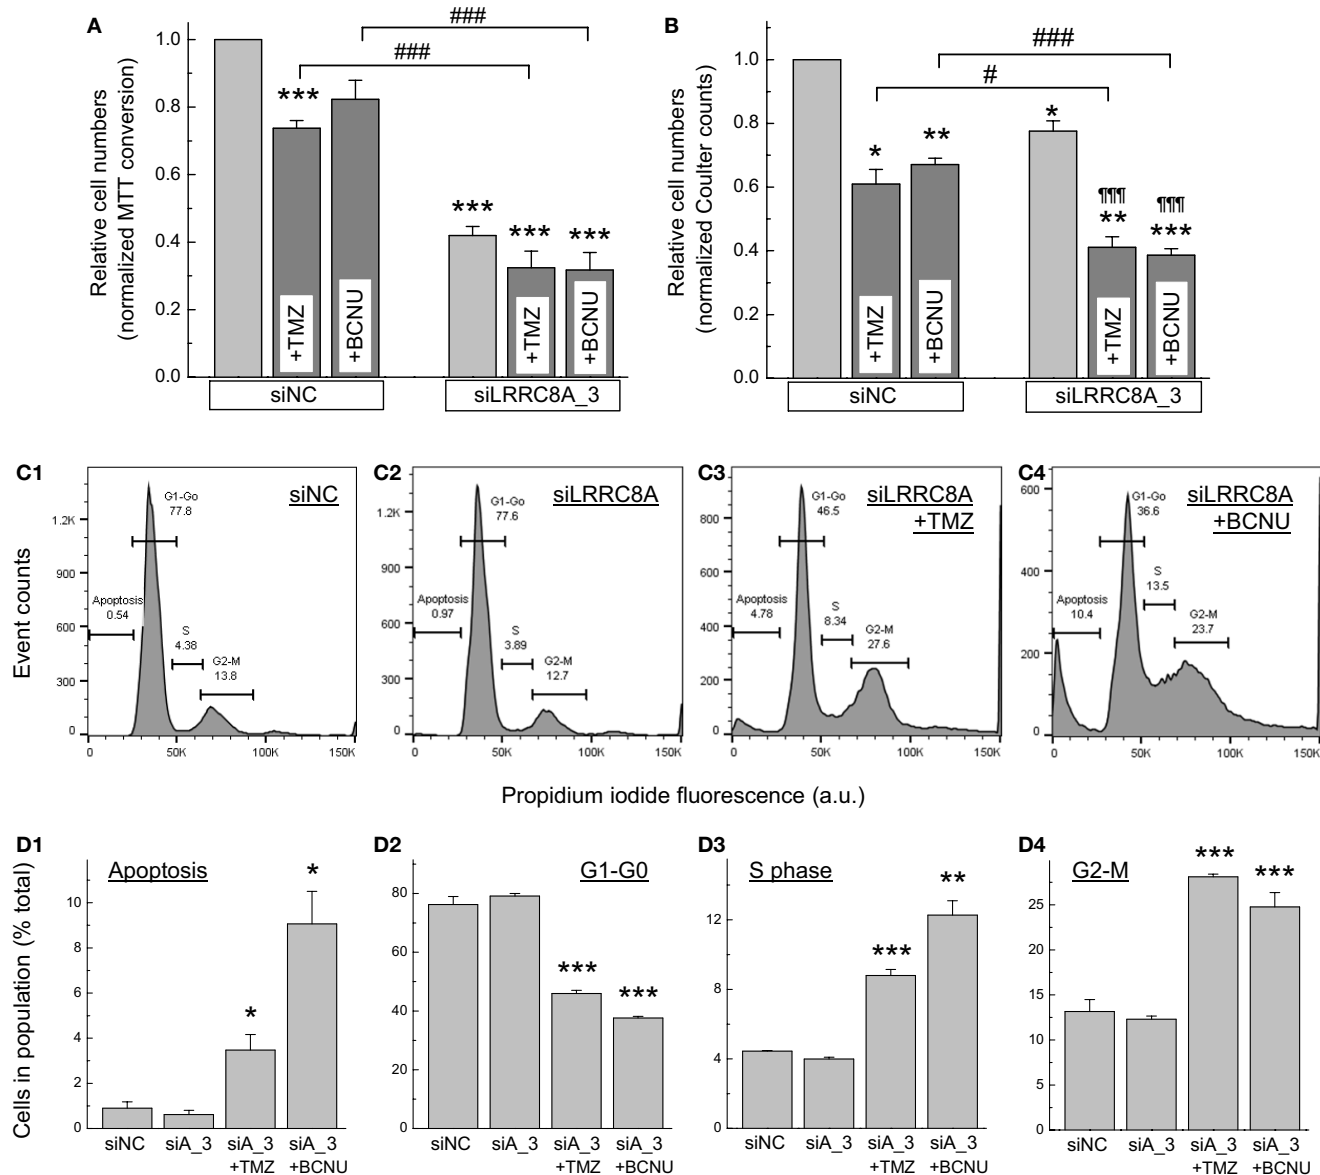 A
Relative cell numbers
(normalized MTT conversion
1.0
0.8
0.6
0.4
0.2
0.0
###
###
***
***
***
***
+TMZ
+BCNU
+TMZ
+BCNU
siNC
siLRRC8A_3
B
Relative cell numbers
(normalized Coulter counts)
1.0
0.8
0.6
0.4
0.2
0.0
###
#
*
**
*
¶¶¶
**
¶¶¶
***
+TMZ
+BCNU
+TMZ
+BCNU
siNC
siLRRC8A_3
Event counts
C1
siNC
G1-Go
77.8
Apoptosis
0.54
S
4.38
G2-M
13.8
1.2K
900
600
300
0
0
50K
100K
150K
C2
siLRRC8A
G1-Go
77.6
Apoptosis
0.97
S
3.89
G2-M
12.7
1.2K
900
600
300
0
0
50K
100K
150K
C3
siLRRC8A
+TMZ
G1-Go
46.5
Apoptosis
4.78
S
8.34
G2-M
27.6
800
600
400
200
0
0
50K
100K
150K
C4
siLRRC8A
+BCNU
G1-Go
36.6
Apoptosis
10.4
S
13.5
G2-M
23.7
600
400
200
0
0
50K
100K
150K
Propidium iodide fluorescence (a.u.)
Cells in population (% total)
D1
Apoptosis
10
8
6
4
2
0
*
*
siNC
siA_3
siA_3
+TMZ
siA_3
+BCNU
D2
G1-G0
80
60
40
20
0
***
***
siNC
siA_3
siA_3
+TMZ
siA_3
+BCNU
D3
S phase
12
8
4
0
***
**
siNC
siA_3
siA_3
+TMZ
siA_3
+BCNU
D4
G2-M
25
20
15
10
5
0
***
***
siNC
siA_3
siA_3
+TMZ
siA_3
+BCNU